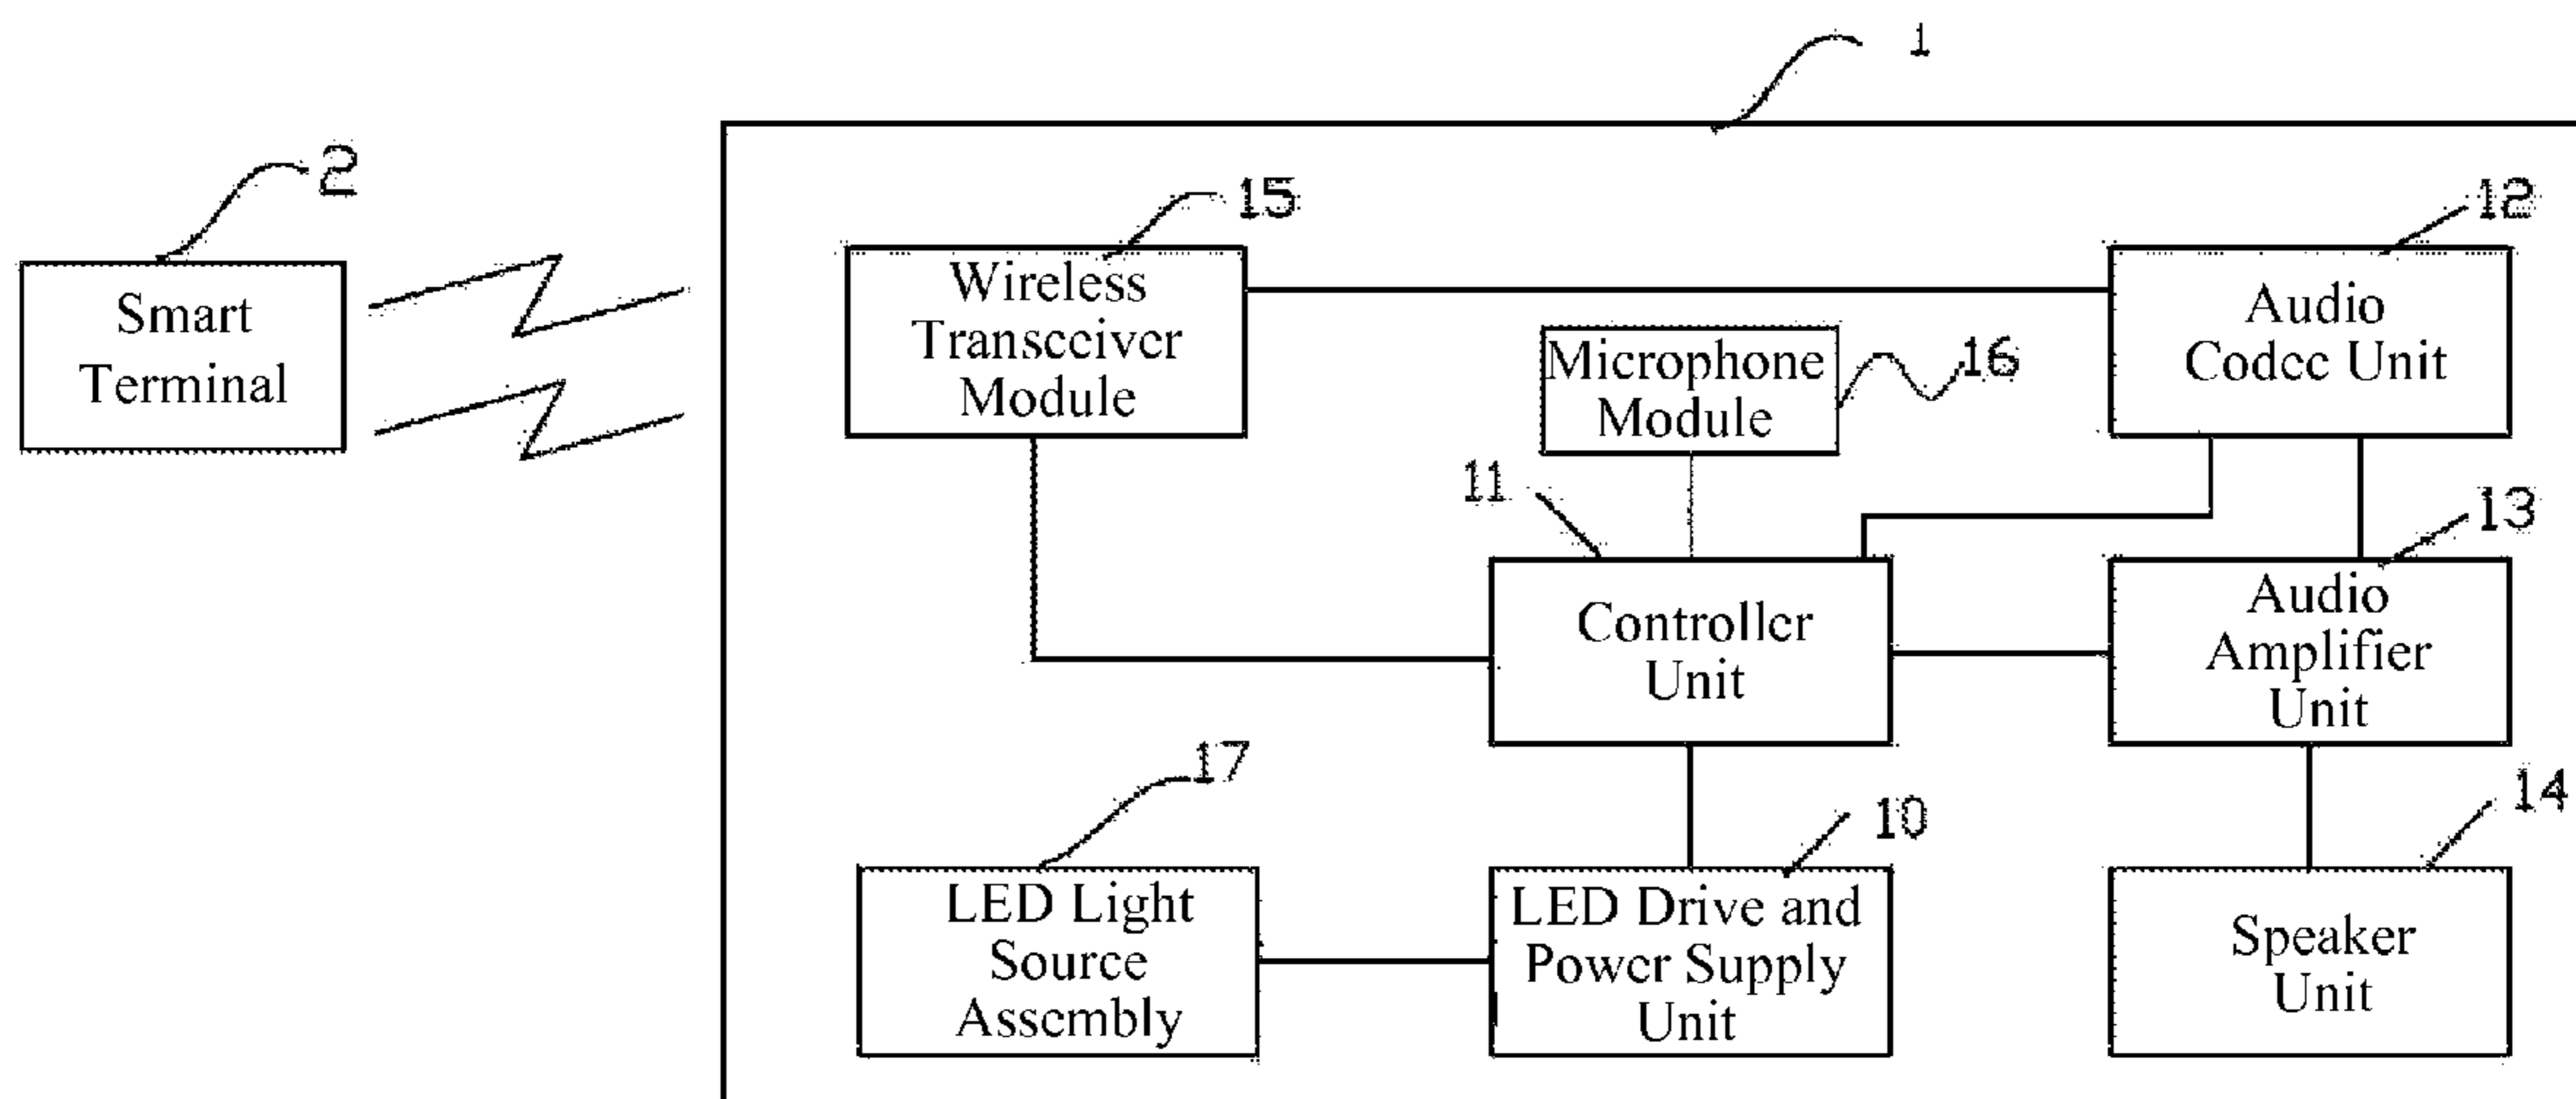 1
2
Smart
Terminal
15
Wireless
Transceiver
Module
12
Audio
Codec Unit
16
Microphone
Module
11
Controller
Unit
13
Audio
Amplifier
Unit
17
LED Light
Source
Assembly
10
LED Drive and
Power Supply
Unit
14
Speaker
Unit